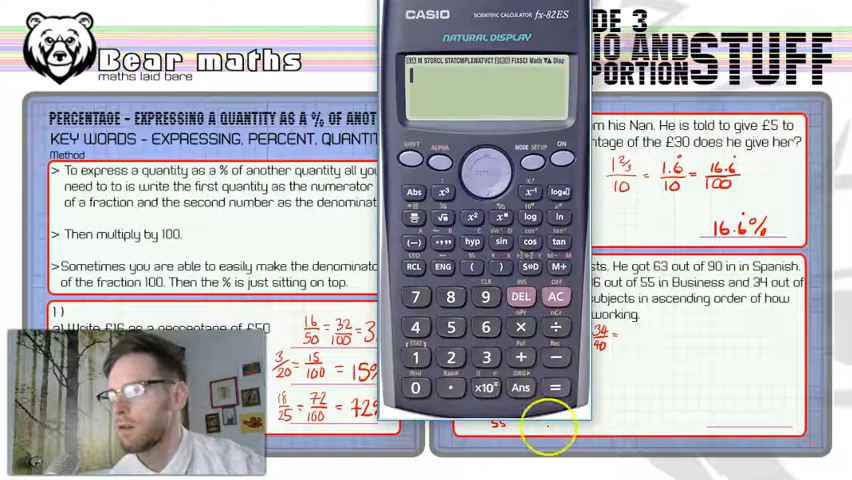 Bear maths
maths laid bare
DE 3
IO AND
PORTION
STUFF
PERCENTAGE - EXPRESSING A QUANTITY AS A % OF ANOT
KEY WORDS - EXPRESSING, PERCENT, QUANTI
Method
> To express a quantity as a % of another quantity all you
need to to is write the first quantity as the numerator
of a fraction and the second number as the denominat
> Then multiply by 100.
>Sometimes you are able to easily make the denominato
of the fraction 100. Then the % is just sitting on top.
1)
a) Write £16 as a percentage of £50
16/50 = 32/100 = 3
3/20 = 15/100 = 15%
18/25 = 72/100 = 72%
CASIO SCIENTIFIC CALCULATOR fx-82ES
NATURAL DISPLAY
SHIFT ALPHA MODE SETUP ON
Abs x³ x⁻¹ log
x² log ln
(−) hyp sin cos tan
RCL ENG ( ) S⇔D M+
7 8 9 DEL AC
4 5 6 × ÷
1 2 3 + −
0 . ×10ˣ Ans =
om his Nan. He is told to give £5 to
ntage of the £30 does he give her?
1⅔/10 = 1.6̇/10 = 16.6̇/100
16.6̇%
sts. He got 63 out of 90 in Spanish.
36 out of 55 in Business and 34 out of
subjects in ascending order of how
working.
34/40 =
55